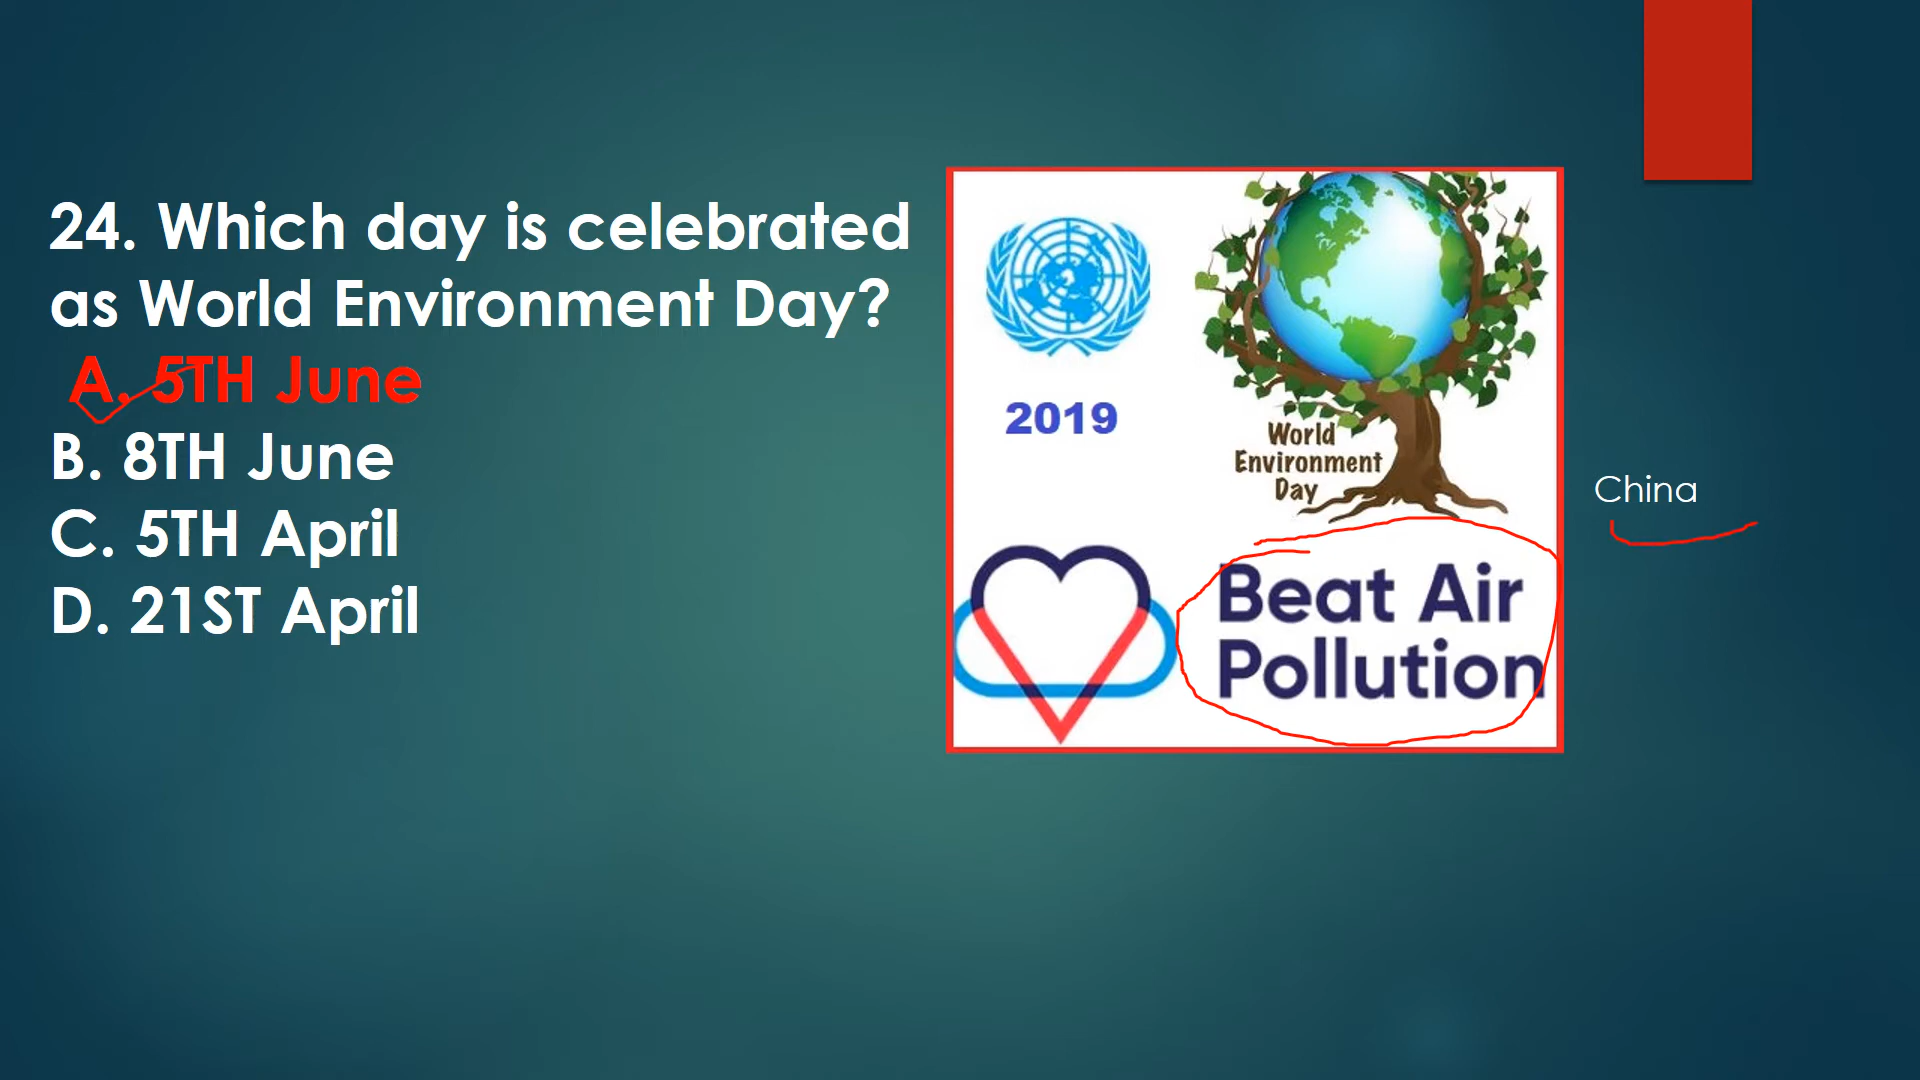 24. Which day is celebrated
as World Environment Day?
A. 5TH June
B. 8TH June
C. 5TH April
D. 21ST April
2019
World
Environment
Day
Beat Air
Pollution
China